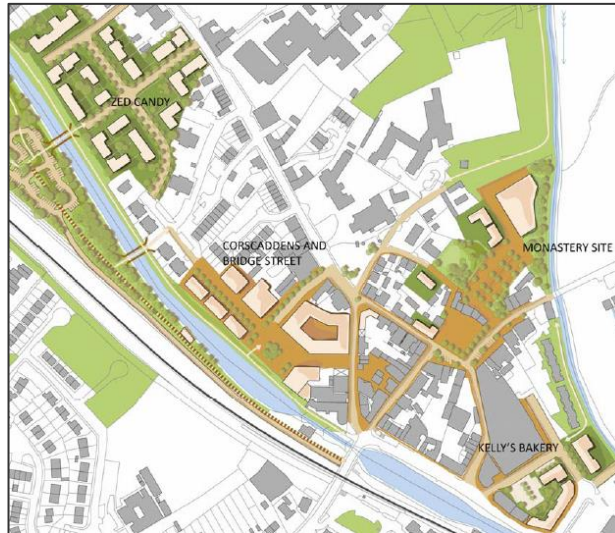 ZED CANDY
CORSCADDENS AND
BRIDGE STREET
MONASTERY SITE
KELLY'S BAKERY